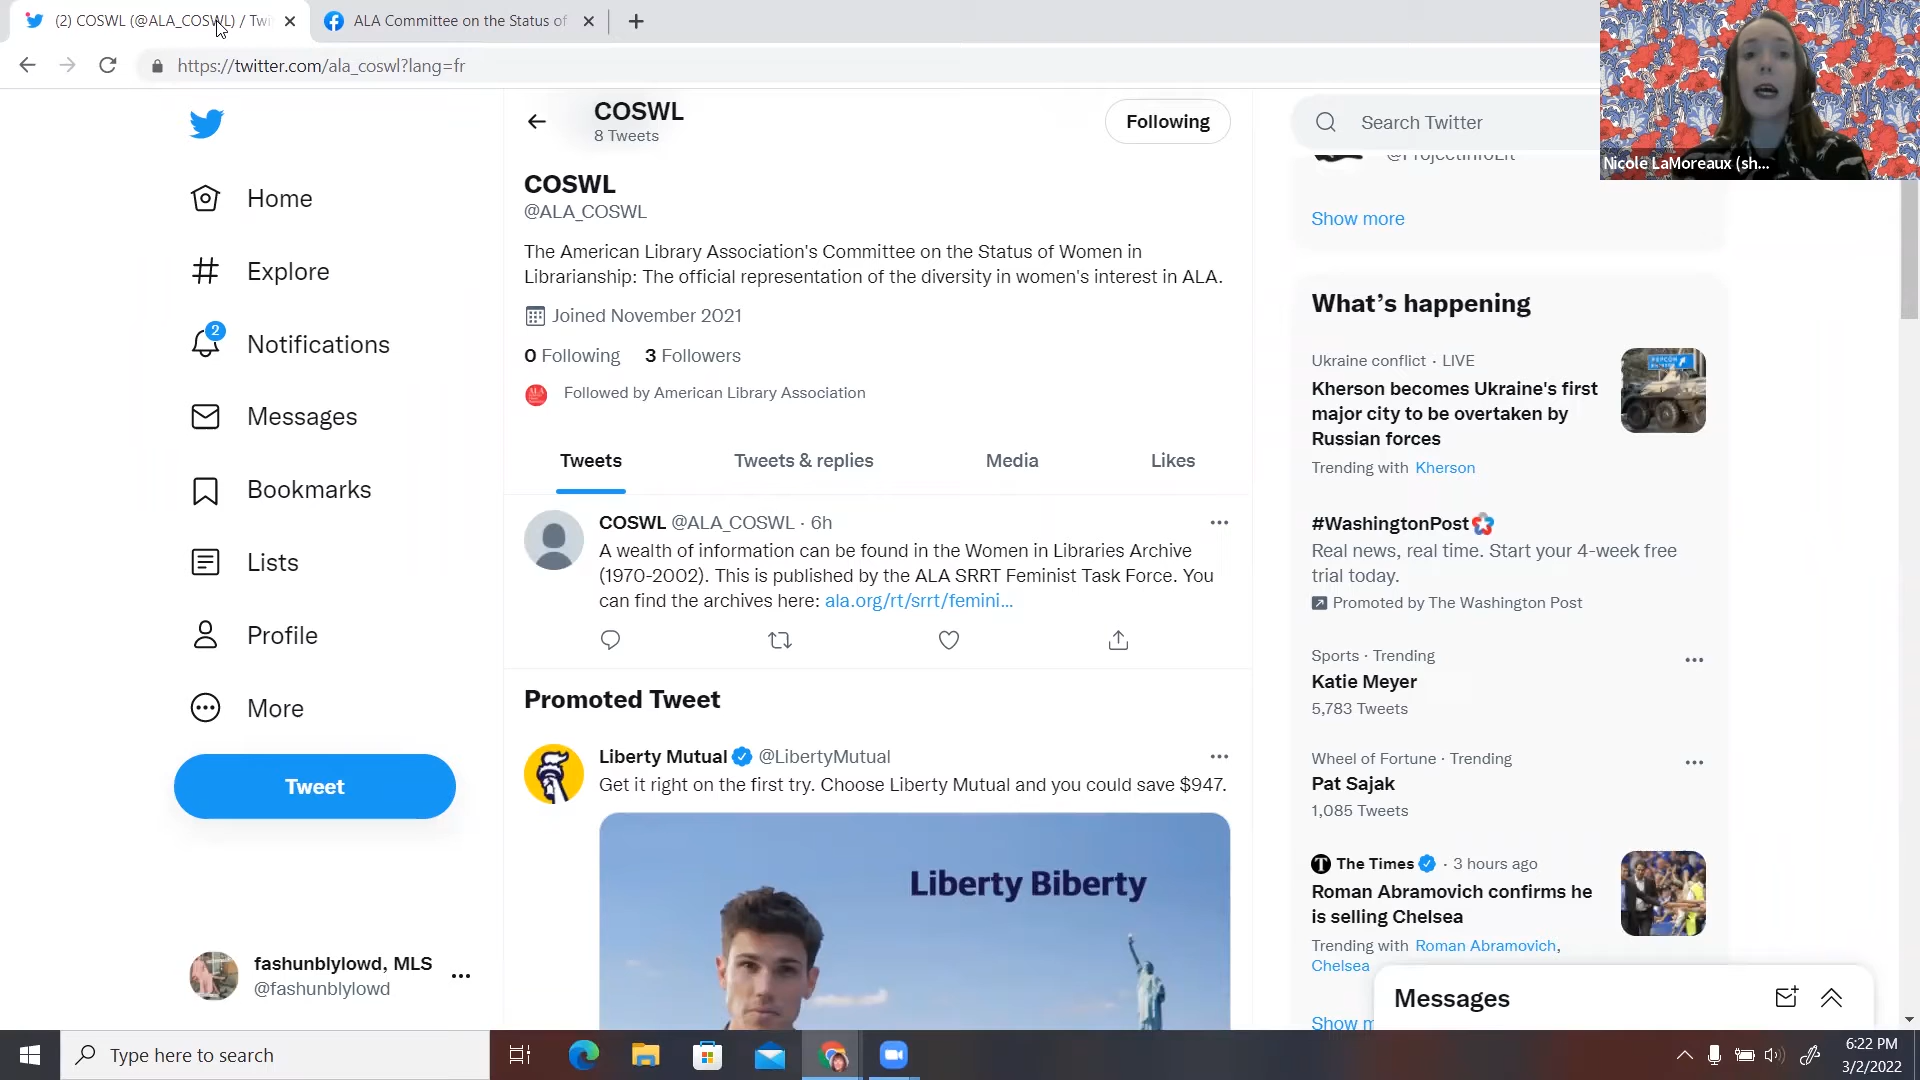 (2) COSWL (@ALA_COSWL) / Twi
ALA Committee on the Status of
https://twitter.com/ala_coswl?lang=fr
Nicole LaMoreaux (sh...
COSWL
8 Tweets
Following
Search Twitter
@ProjectInfoLit
Show more
Home
Explore
2
Notifications
Messages
Bookmarks
Lists
Profile
More
Tweet
fashunblylowd, MLS
@fashunblylowd
COSWL
@ALA_COSWL
The American Library Association's Committee on the Status of Women in
Librarianship: The official representation of the diversity in women's interest in ALA.
Joined November 2021
0 Following 3 Followers
Followed by American Library Association
Tweets Tweets & replies Media Likes
COSWL @ALA_COSWL · 6h
A wealth of information can be found in the Women in Libraries Archive
(1970-2002). This is published by the ALA SRRT Feminist Task Force. You
can find the archives here: ala.org/rt/srrt/femini...
Promoted Tweet
Liberty Mutual @LibertyMutual
Get it right on the first try. Choose Liberty Mutual and you could save $947.
Liberty Biberty
What's happening
Ukraine conflict · LIVE
Kherson becomes Ukraine's first
major city to be overtaken by
Russian forces
Trending with Kherson
#WashingtonPost
Real news, real time. Start your 4-week free
trial today.
Promoted by The Washington Post
Sports · Trending
Katie Meyer
5,783 Tweets
Wheel of Fortune · Trending
Pat Sajak
1,085 Tweets
The Times · 3 hours ago
Roman Abramovich confirms he
is selling Chelsea
Trending with Roman Abramovich,
Chelsea
Show m
Messages
Type here to search
6:22 PM
3/2/2022